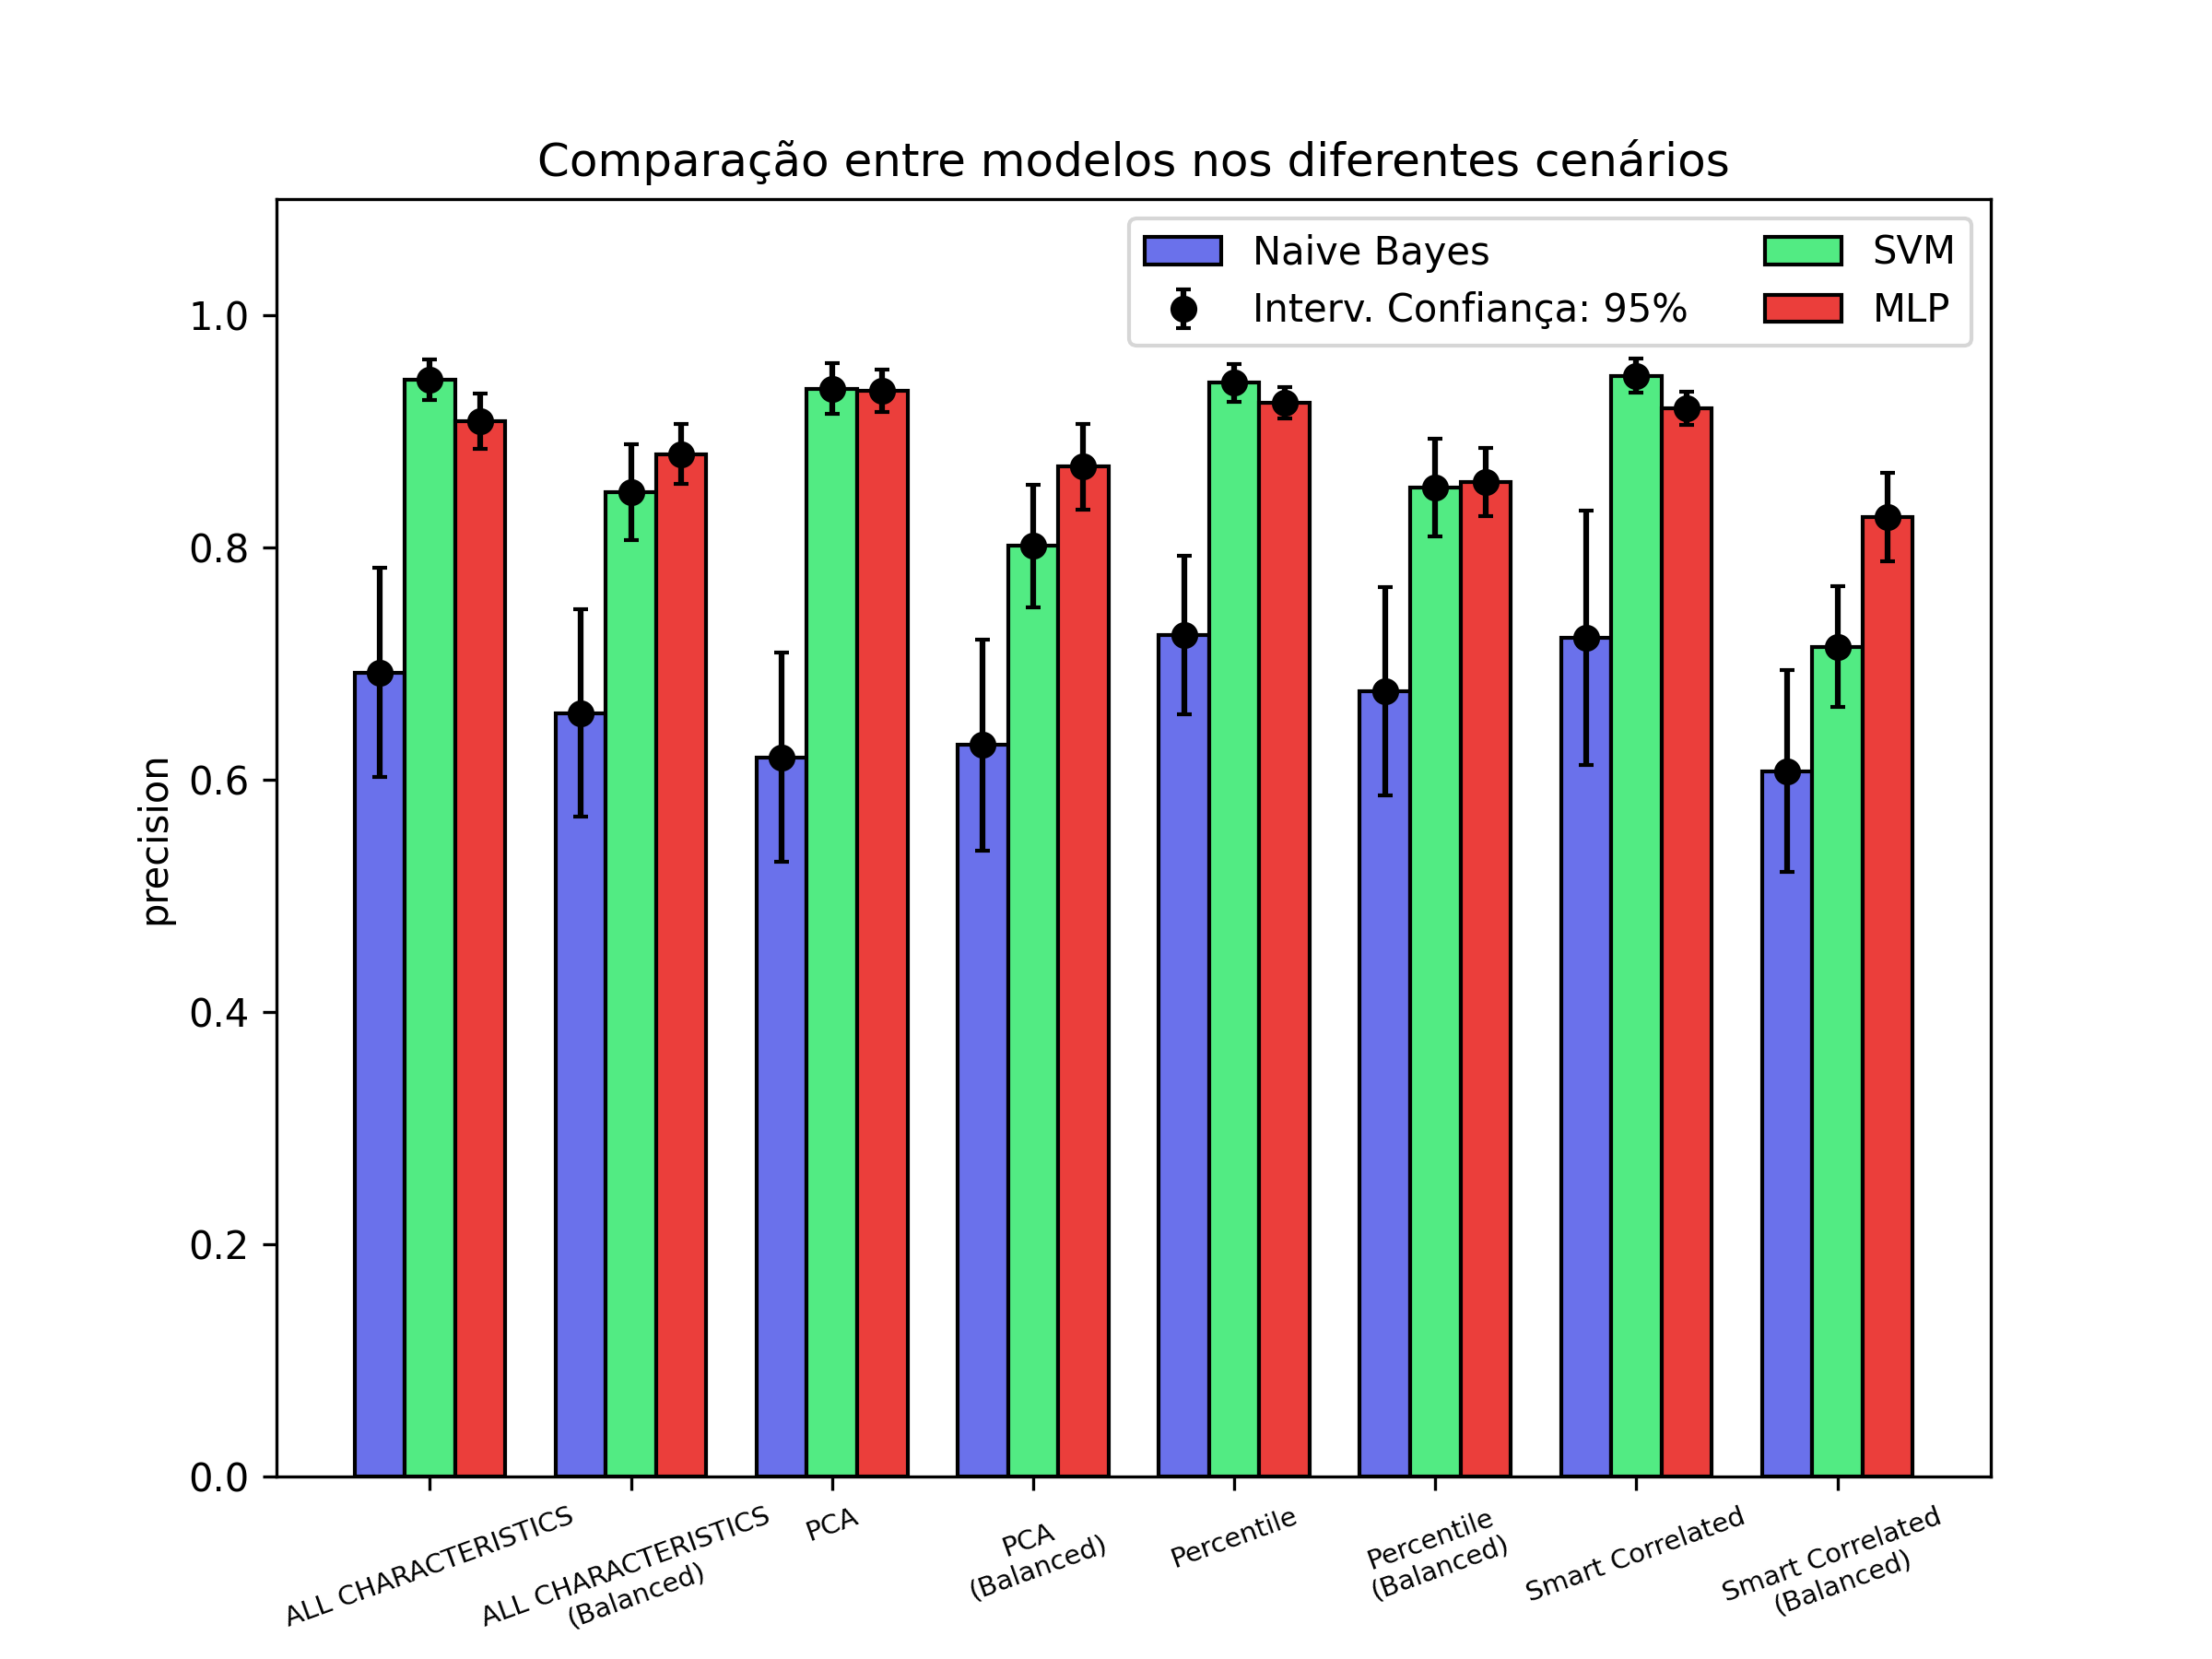 Comparação entre modelos nos diferentes cenários
Naive Bayes
Interv. Confiança: 95%
SVM
MLP
precision
1.0
0.8
0.6
0.4
0.2
0.0
ALL CHARACTERISTICS
ALL CHARACTERISTICS
(Balanced)
PCA
PCA
(Balanced)
Percentile
Percentile
(Balanced)
Smart Correlated
Smart Correlated
(Balanced)